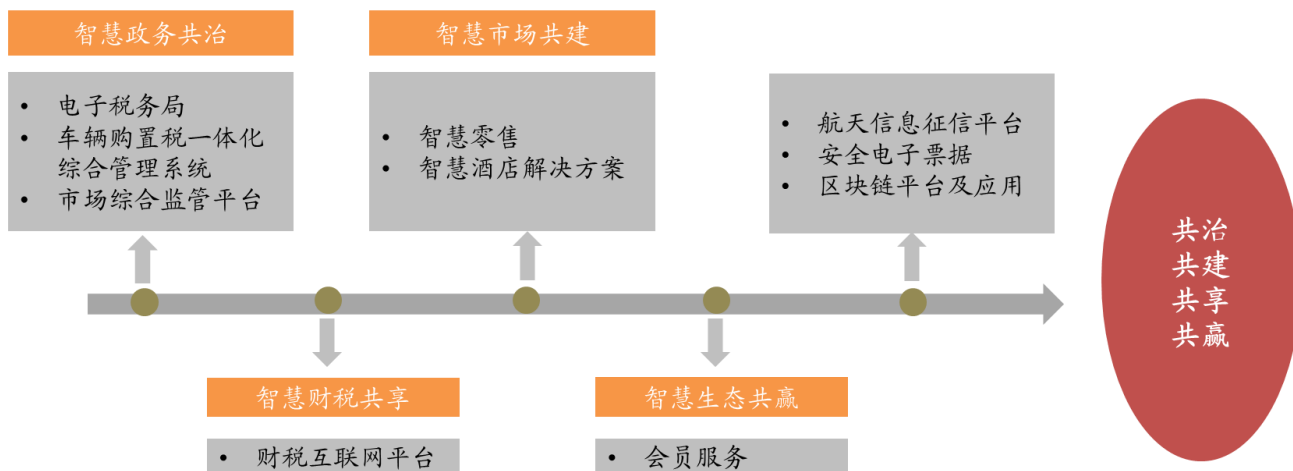 智慧政务共治
• 电子税务局
• 车辆购置税一体化
综合管理系统
• 市场综合监管平台
智慧市场共建
• 智慧零售
• 智慧酒店解决方案
• 航天信息征信平台
• 安全电子票据
• 区块链平台及应用
共治
共建
共享
共赢
智慧财税共享
• 财税互联网平台
智慧生态共赢
• 会员服务